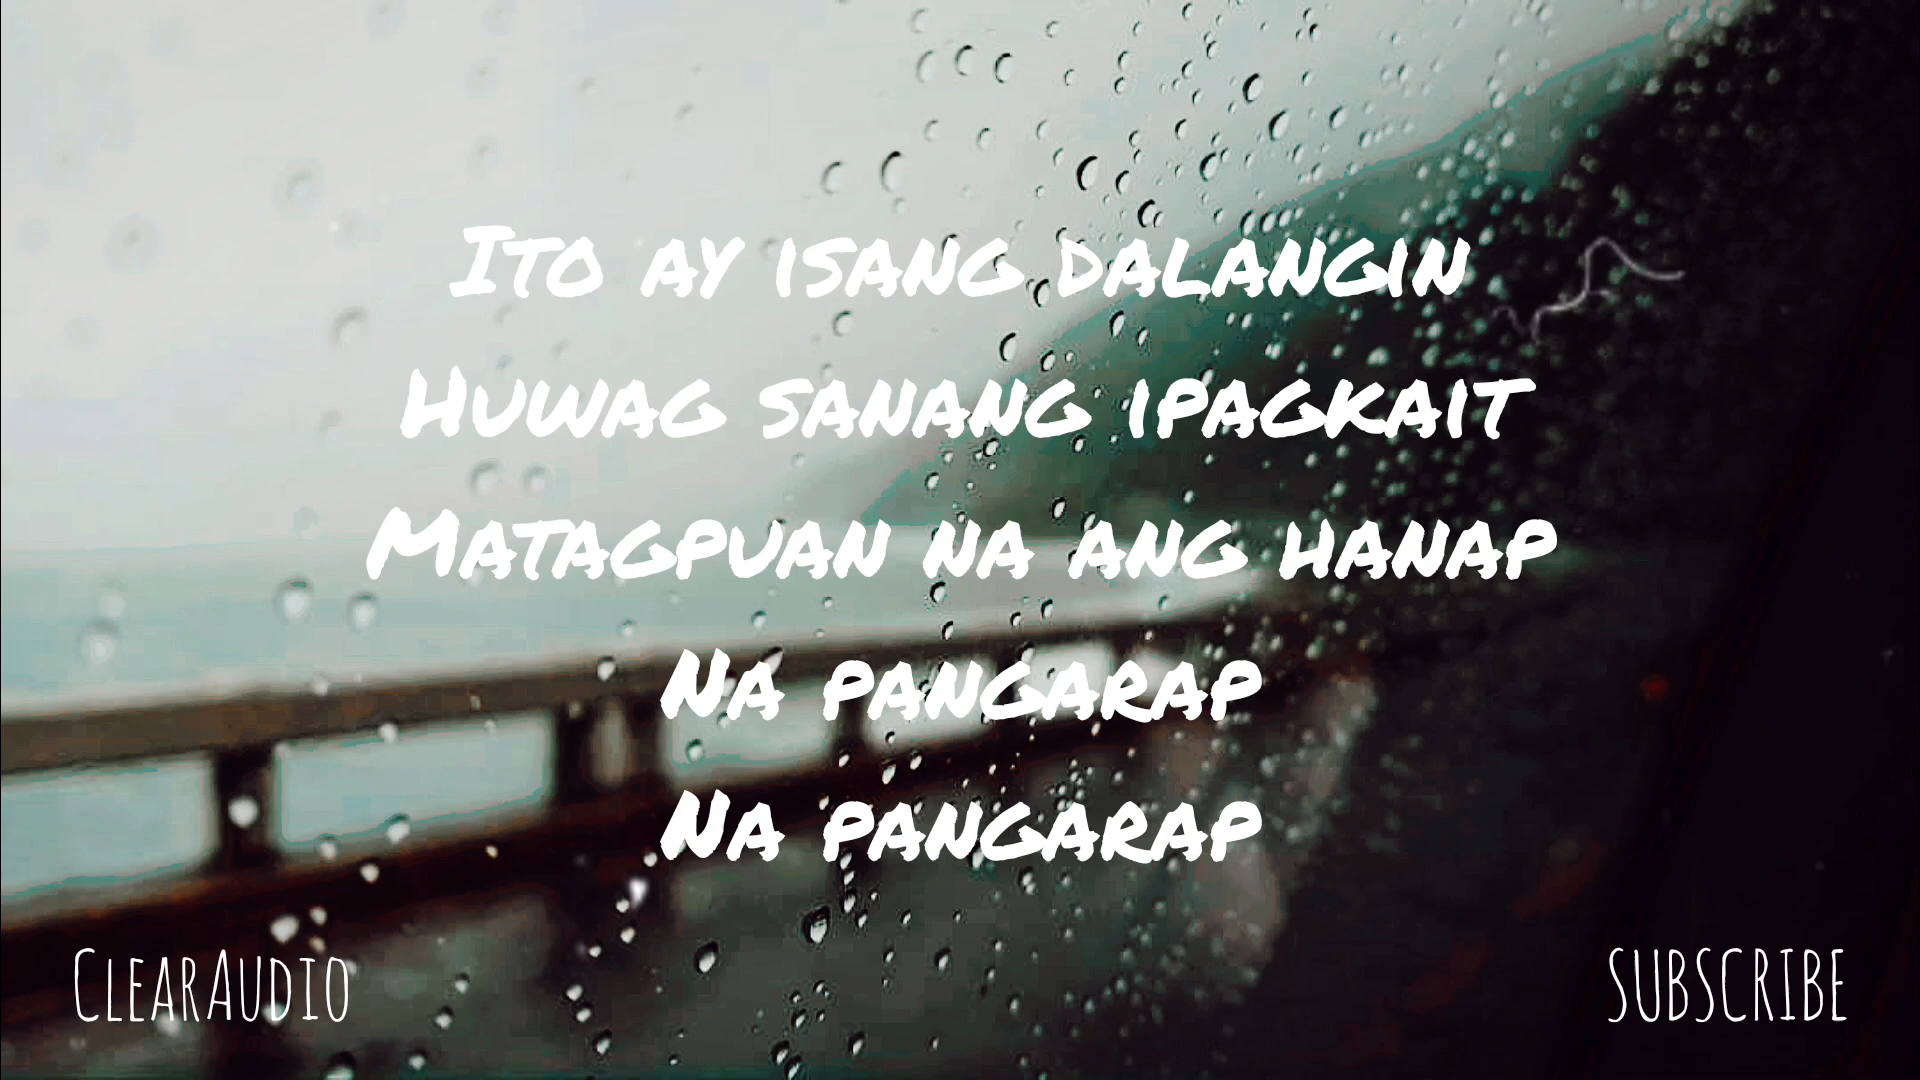 Ito ay isang dalangin
Huwag sanang ipagkait
Matagpuan na ang hanap
Na pangarap
Na pangarap
ClearAudio
SUBSCRIBE